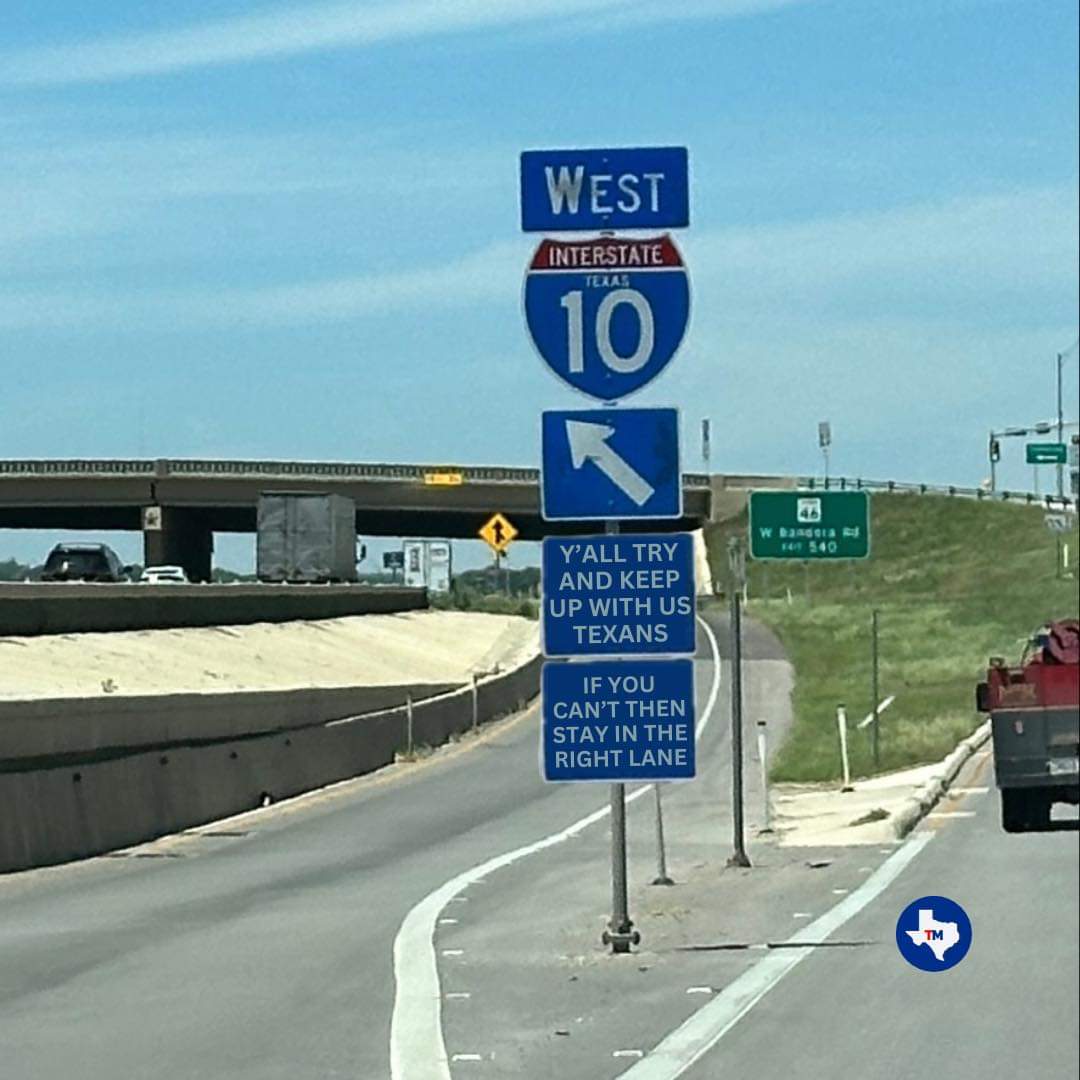 WEST
INTERSTATE
TEXAS
10
46
W Bandera Rd
EXIT 540
Y'ALL TRY
AND KEEP
UP WITH US
TEXANS
IF YOU
CAN'T THEN
STAY IN THE
RIGHT LANE
TM